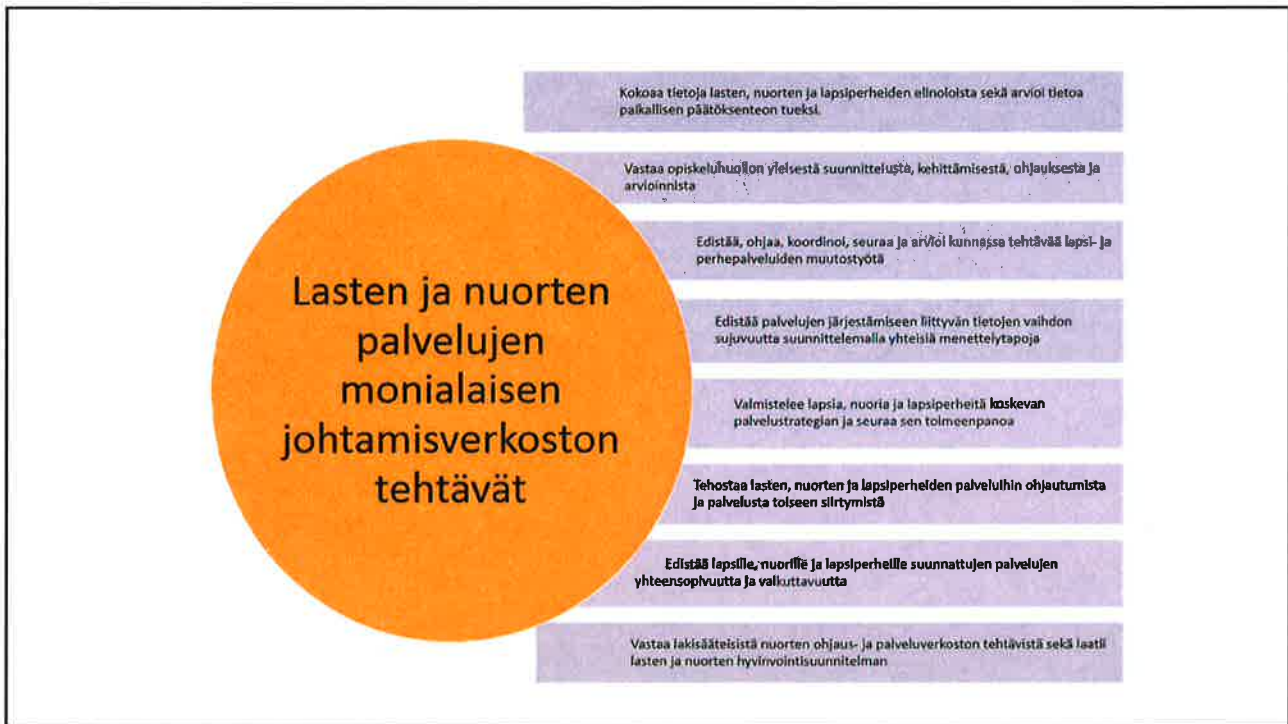 Kokoaa tietoja lasten, nuorten ja lapsiperheiden elinoloista sekä arvioi tietoa
paikallisen päätöksenteon tueksi.
Vastaa opiskeluhuollon yleisestä suunnittelusta, kehittämisestä, ohjauksesta ja
arvioinnista
Edistää, ohjaa, koordinoi, seuraa ja arvioi kunnassa tehtävää lapsi- ja
perhepalveluiden muutostyötä
Lasten ja nuorten
palvelujen
monialaisen
johtamisverkoston
tehtävät
Edistää palvelujen järjestämiseen liittyvän tietojen vaihdon
sujuvuutta suunnittelemalla yhteisiä menettelytapoja
Valmistelee lapsia, nuoria ja lapsiperheitä koskevan
palvelustrategian ja seuraa sen toimeenpanoa
Tehostaa lasten, nuorten ja lapsiperheiden palveluihin ohjautumista
ja palvelusta toiseen siirtymistä
Edistää lapsille, nuorille ja lapsiperheille suunnattujen palvelujen
yhteensopivuutta ja vaikuttavuutta
Vastaa lakisääteisistä nuorten ohjaus- ja palveluverkoston tehtävistä sekä laatii
lasten ja nuorten hyvinvointisuunnitelman